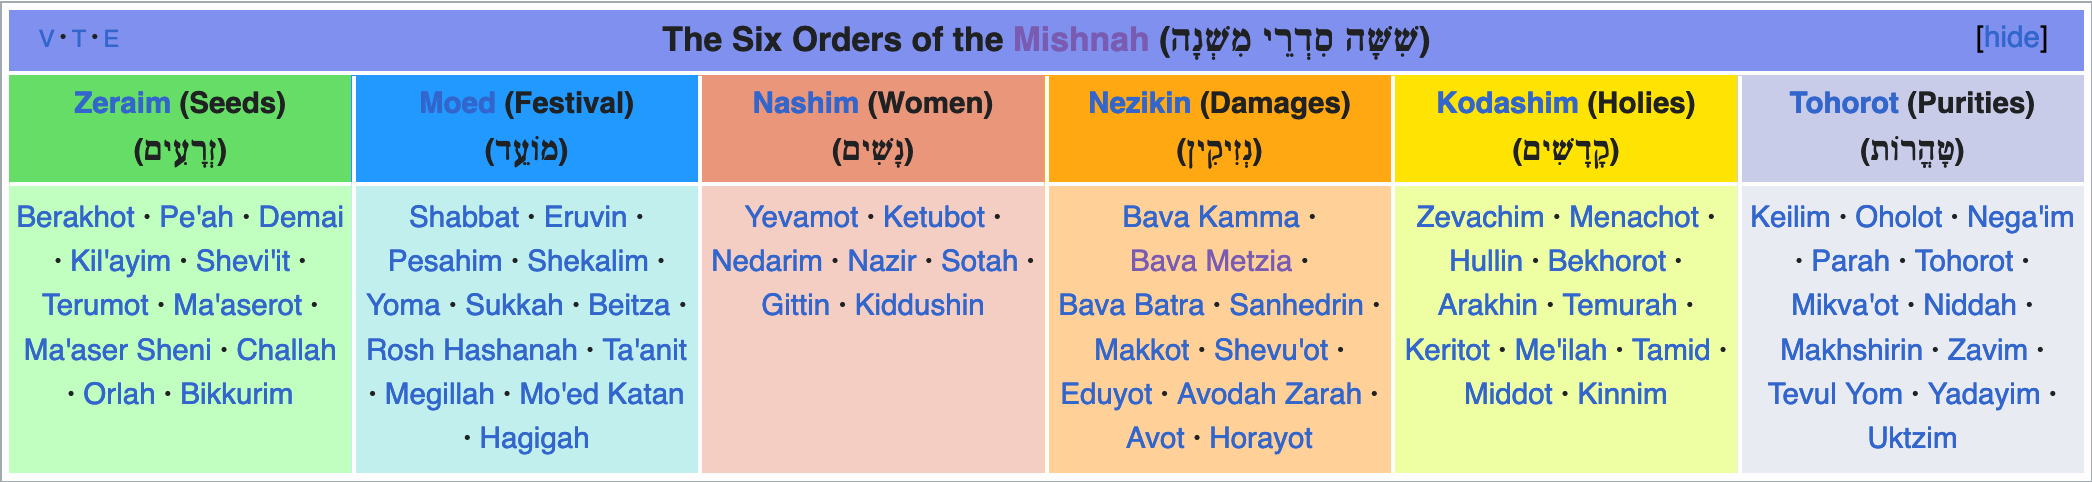 V · T · E The Six Orders of the Mishnah (שִׁשָּׁה סִדְרֵי מִשְׁנָה) [hide]
Zeraim (Seeds)
(זְרָעִים)
Berakhot · Pe'ah · Demai
· Kil'ayim · Shevi'it ·
Terumot · Ma'aserot ·
Ma'aser Sheni · Challah
· Orlah · Bikkurim
Moed (Festival)
(מוֹעֵד)
Shabbat · Eruvin ·
Pesahim · Shekalim ·
Yoma · Sukkah · Beitza ·
Rosh Hashanah · Ta'anit
· Megillah · Mo'ed Katan
· Hagigah
Nashim (Women)
(נָשִׁים)
Yevamot · Ketubot ·
Nedarim · Nazir · Sotah ·
Gittin · Kiddushin
Nezikin (Damages)
(נְזִיקִין)
Bava Kamma ·
Bava Metzia ·
Bava Batra · Sanhedrin ·
Makkot · Shevu'ot ·
Eduyot · Avodah Zarah ·
Avot · Horayot
Kodashim (Holies)
(קָדָשִׁים)
Zevachim · Menachot ·
Hullin · Bekhorot ·
Arakhin · Temurah ·
Keritot · Me'ilah · Tamid ·
Middot · Kinnim
Tohorot (Purities)
(טָהֳרוֹת)
Keilim · Oholot · Nega'im
· Parah · Tohorot ·
Mikva'ot · Niddah ·
Makhshirin · Zavim ·
Tevul Yom · Yadayim ·
Uktzim